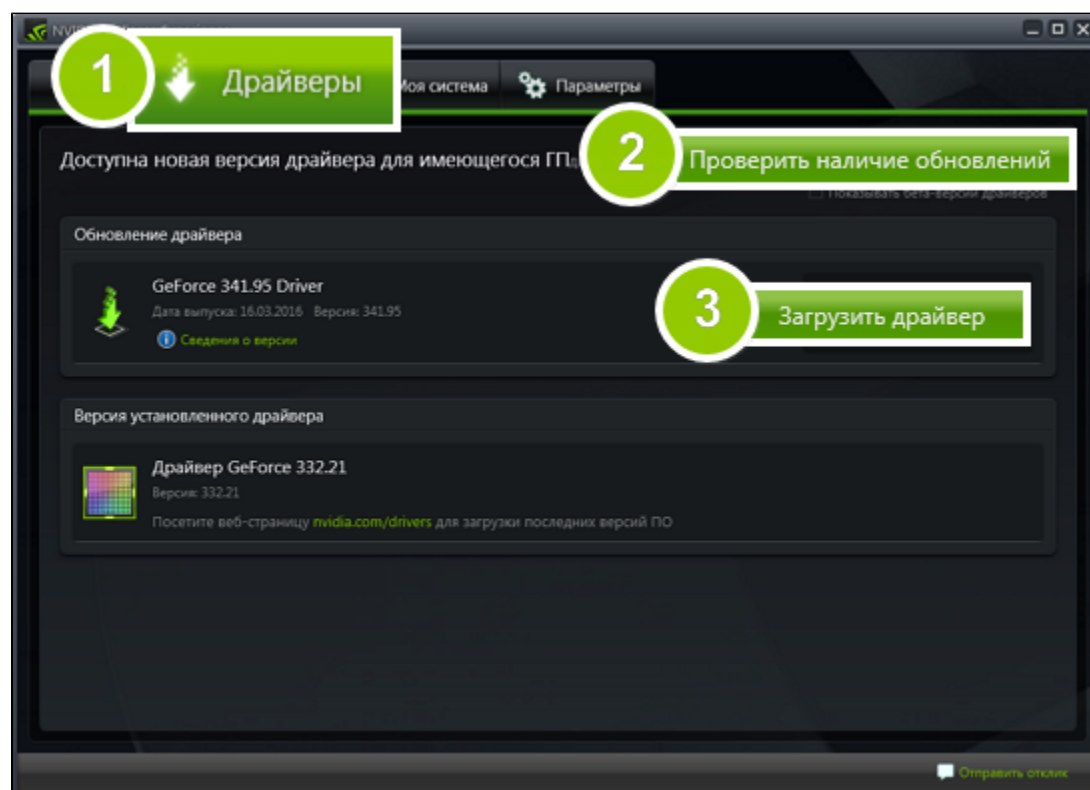 1
Драйверы
Моя система
Параметры
Доступна новая версия драйвера для имеющегося ГП
2
Проверить наличие обновлений
Показывать бета-версии драйверов
Обновление драйвера
GeForce 341.95 Driver
Дата выпуска: 16.03.2016 Версия: 341.95
Сведения о версии
3
Загрузить драйвер
Версия установленного драйвера
Драйвер GeForce 332.21
Версия: 332.21
Посетите веб-страницу nvidia.com/drivers для загрузки последних версий ПО
Отправить отклик